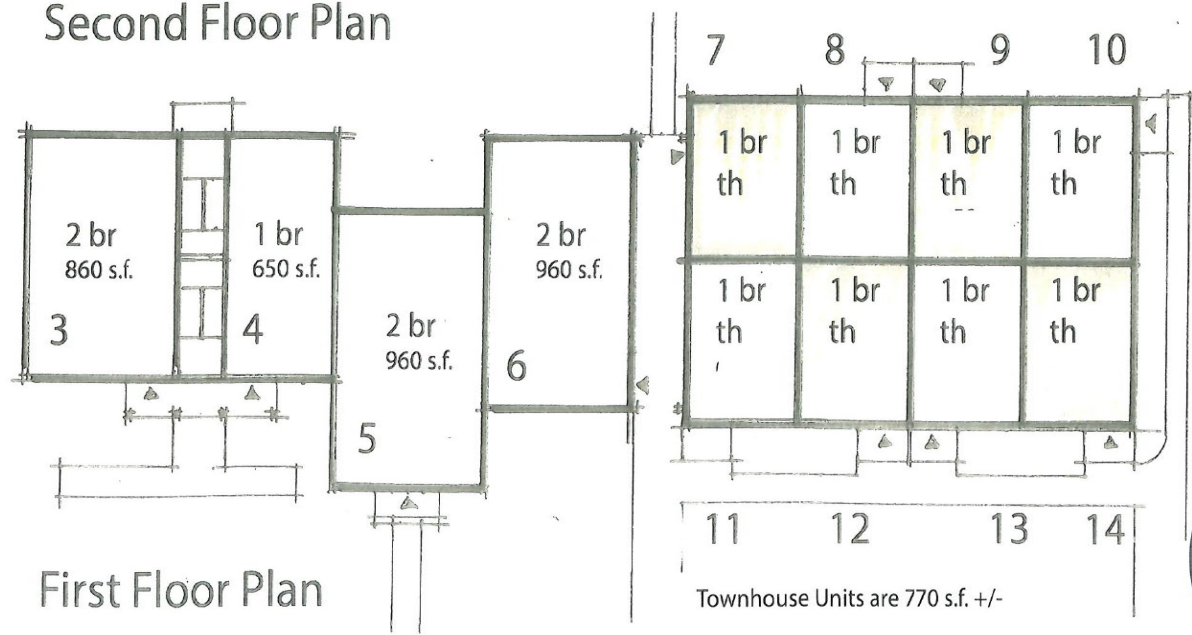 Second Floor Plan
7 8 9 10
1 br
th
1 br
th
1 br
th
1 br
th
2 br
860 s.f.
3
1 br
650 s.f.
4
2 br
960 s.f.
5
2 br
960 s.f.
6
1 br
th
1 br
th
1 br
th
1 br
th
11 12 13 14
First Floor Plan
Townhouse Units are 770 s.f. +/-